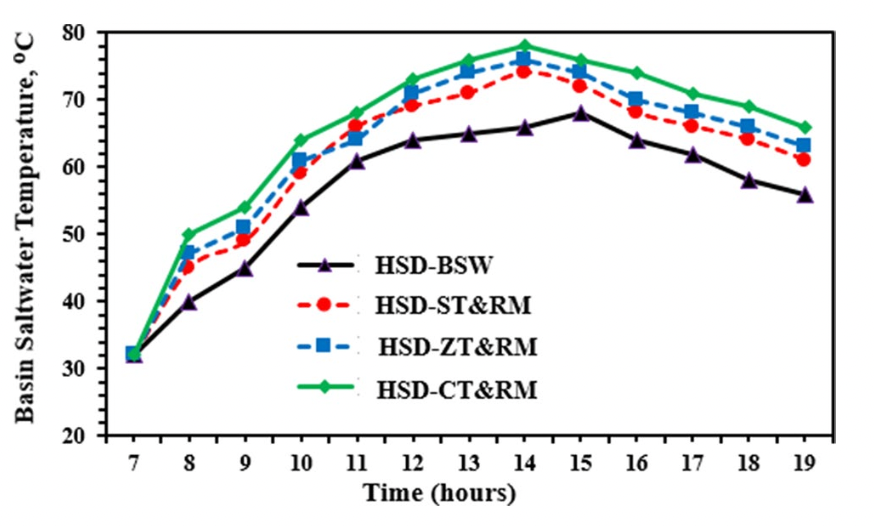 Basin Saltwater Temperature, °C
80
70
60
50
40
30
20
HSD-BSW
HSD-ST&RM
HSD-ZT&RM
HSD-CT&RM
7 8 9 10 11 12 13 14 15 16 17 18 19
Time (hours)